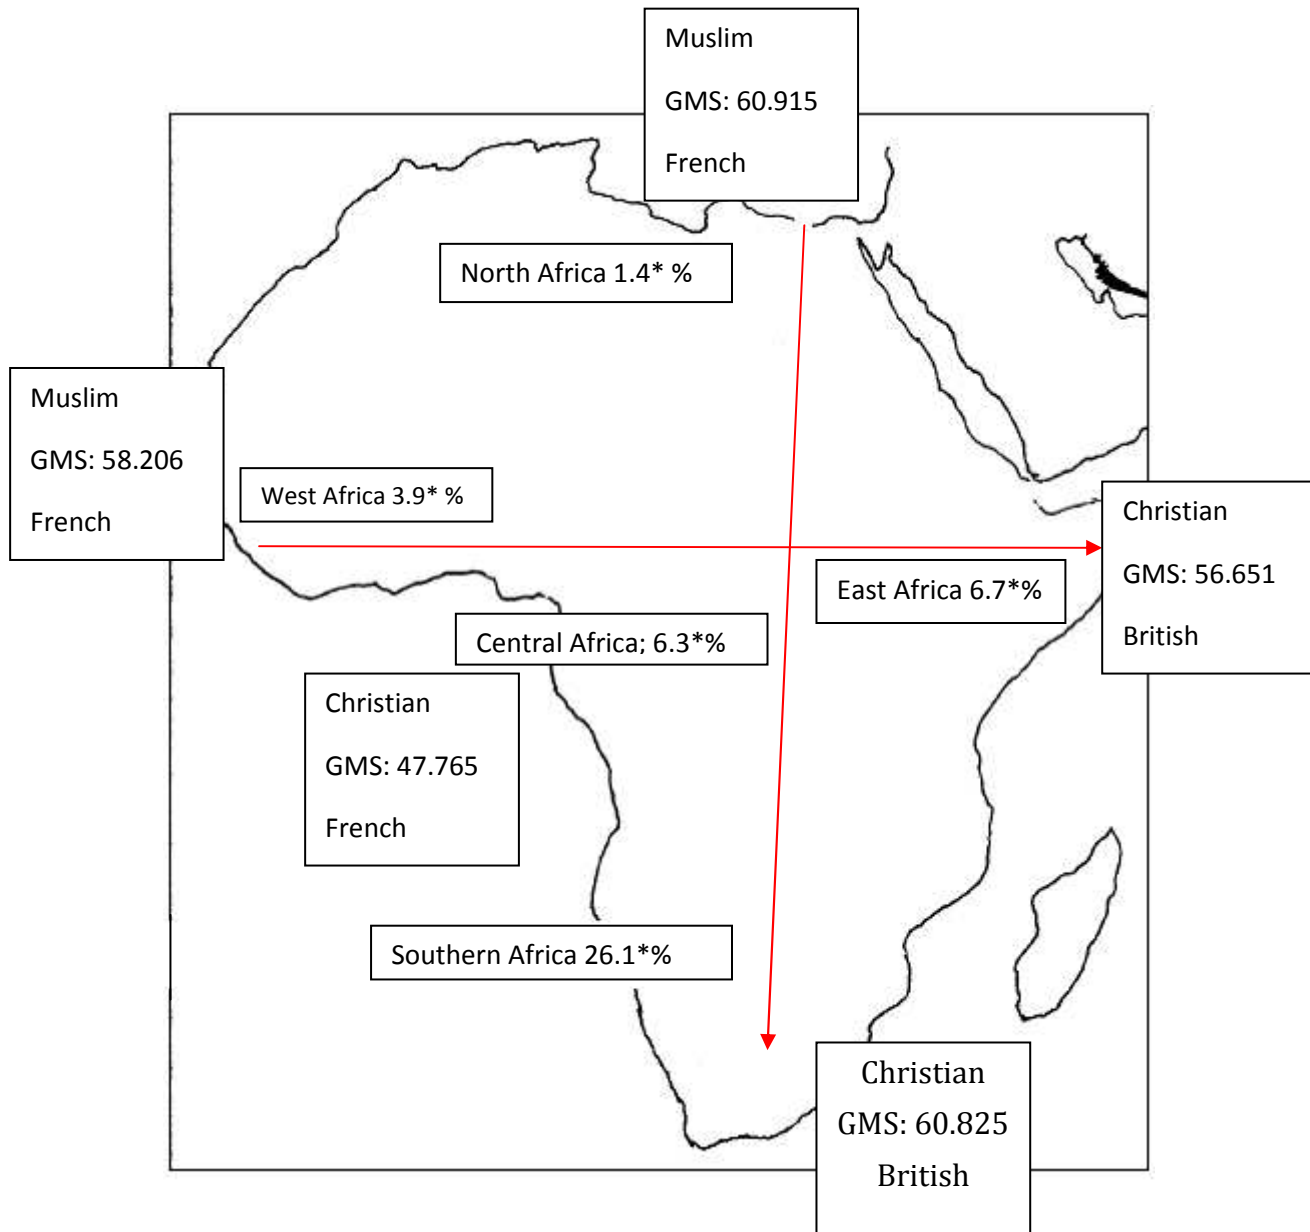 Muslim
GMS: 60.915
French
North Africa 1.4* %
Muslim
GMS: 58.206
French
West Africa 3.9* %
Christian
GMS: 56.651
British
East Africa 6.7*%
Central Africa; 6.3*%
Christian
GMS: 47.765
French
Southern Africa 26.1*%
Christian
GMS: 60.825
British